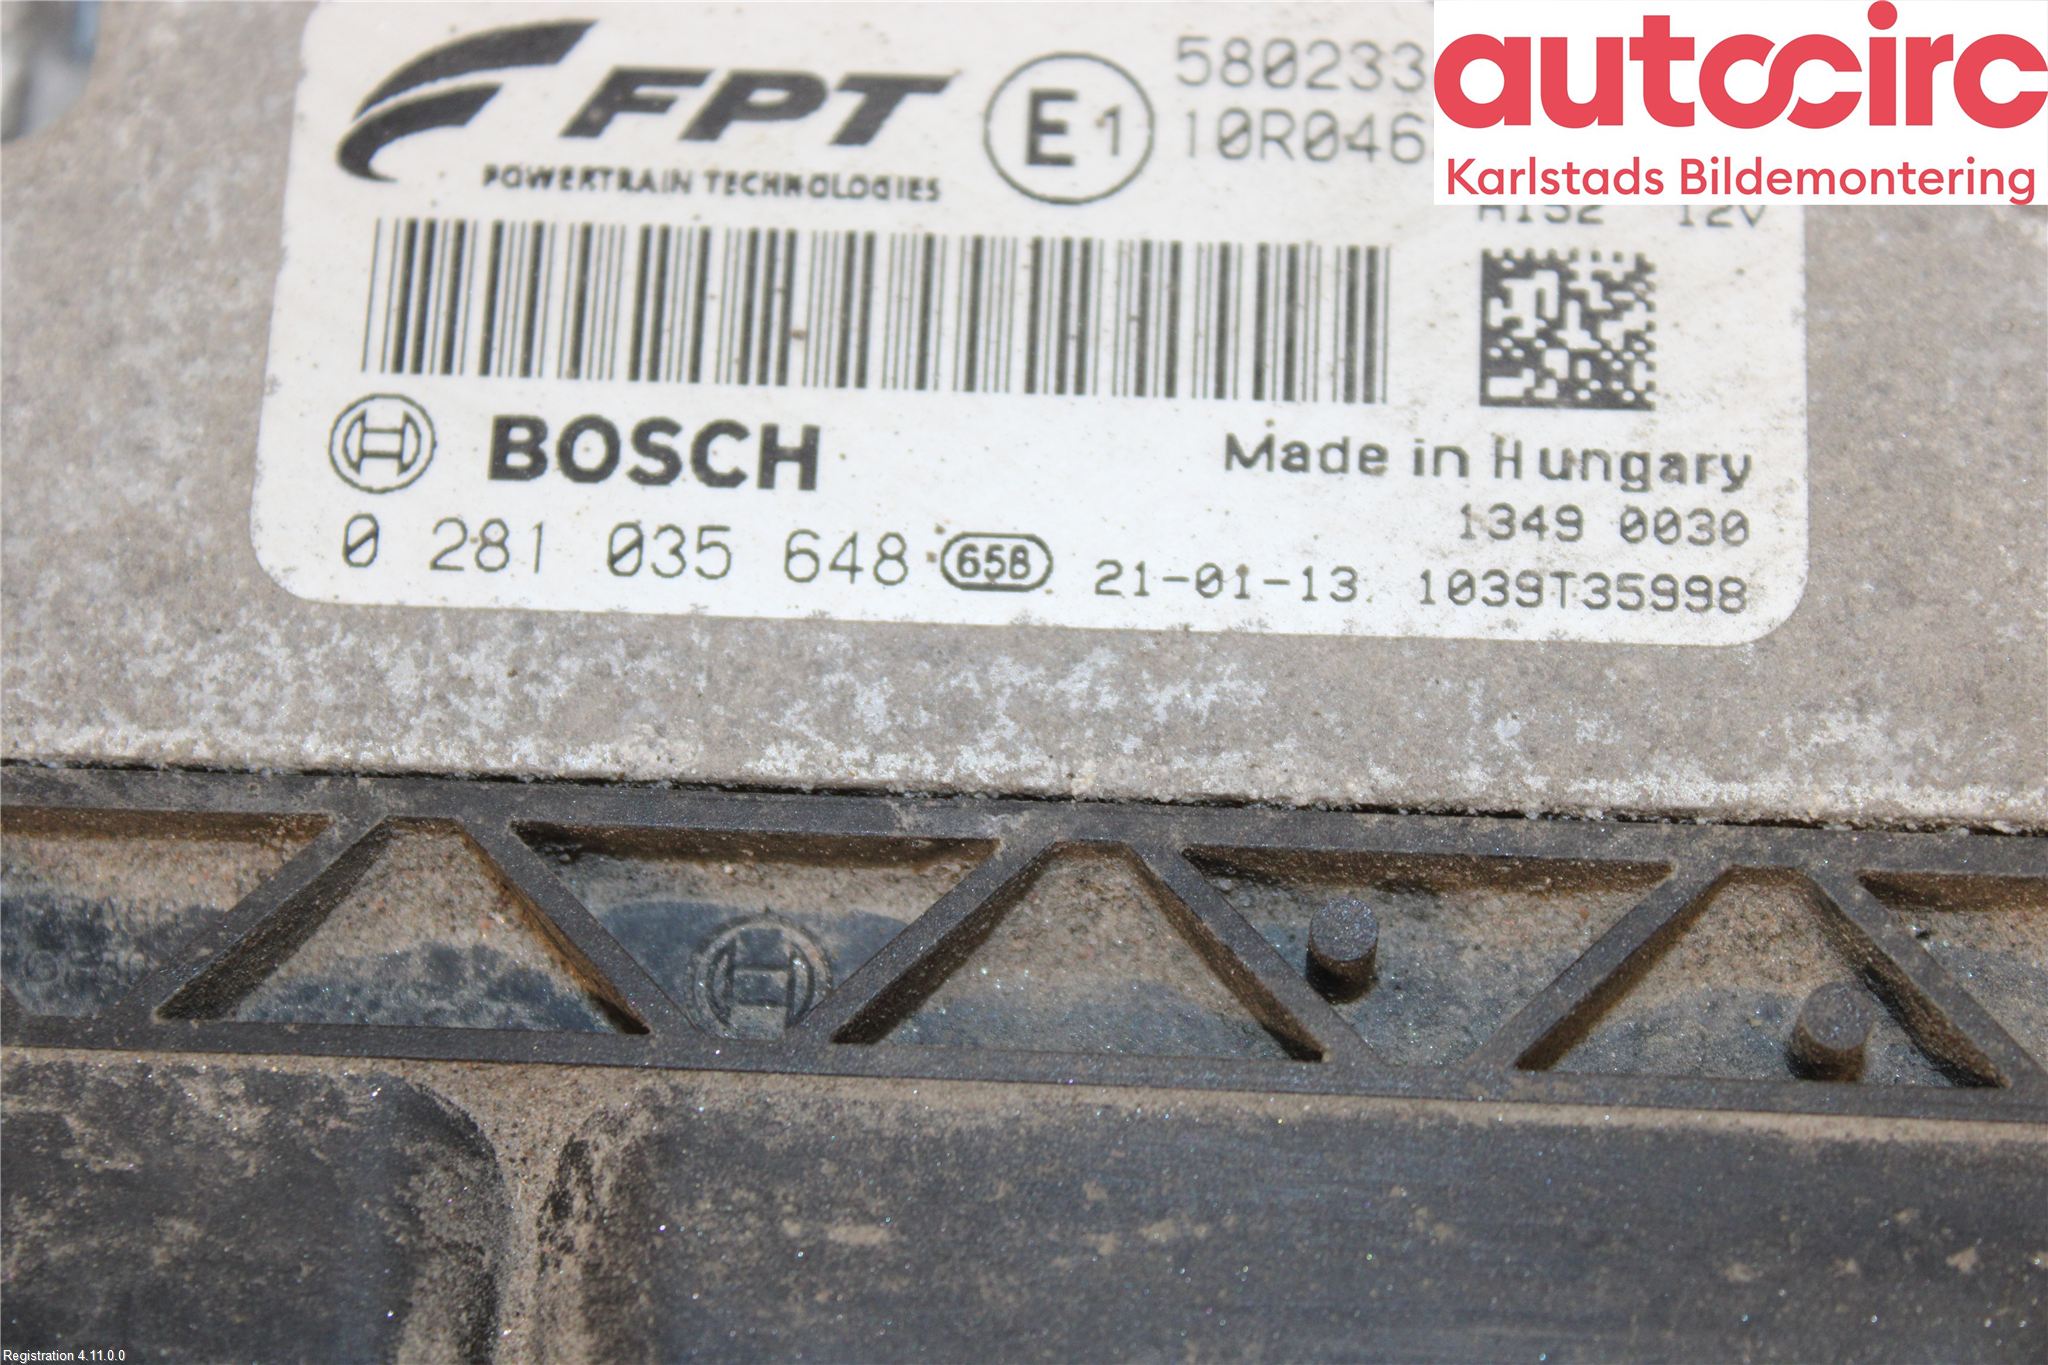 FPT
POWERTRAIN TECHNOLOGIES
E1
580233
10R046
autocirc
Karlstads Bildemontering
12V
BOSCH
Made in Hungary
1349 0030
0 281 035 648 658 21-01-13 1039T35998
Registration 4.11.0.0